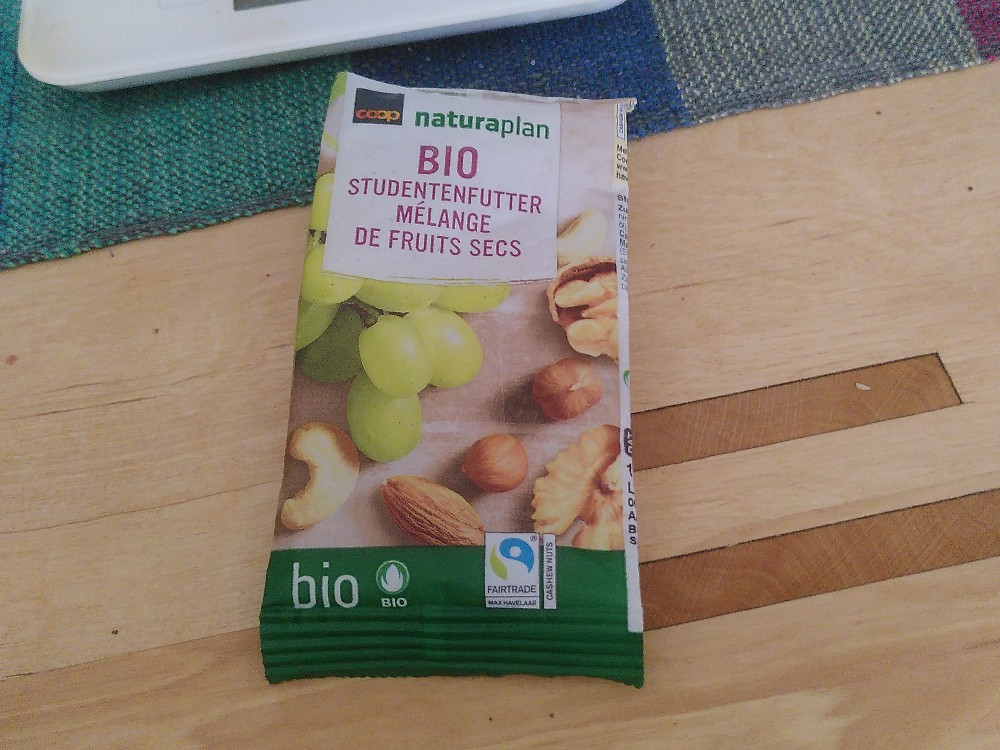 coop naturaplan
BIO
STUDENTENFUTTER
MÉLANGE
DE FRUITS SECS
bio
BIO
FAIRTRADE
MAX HAVELAAR
CASHEW NUTS